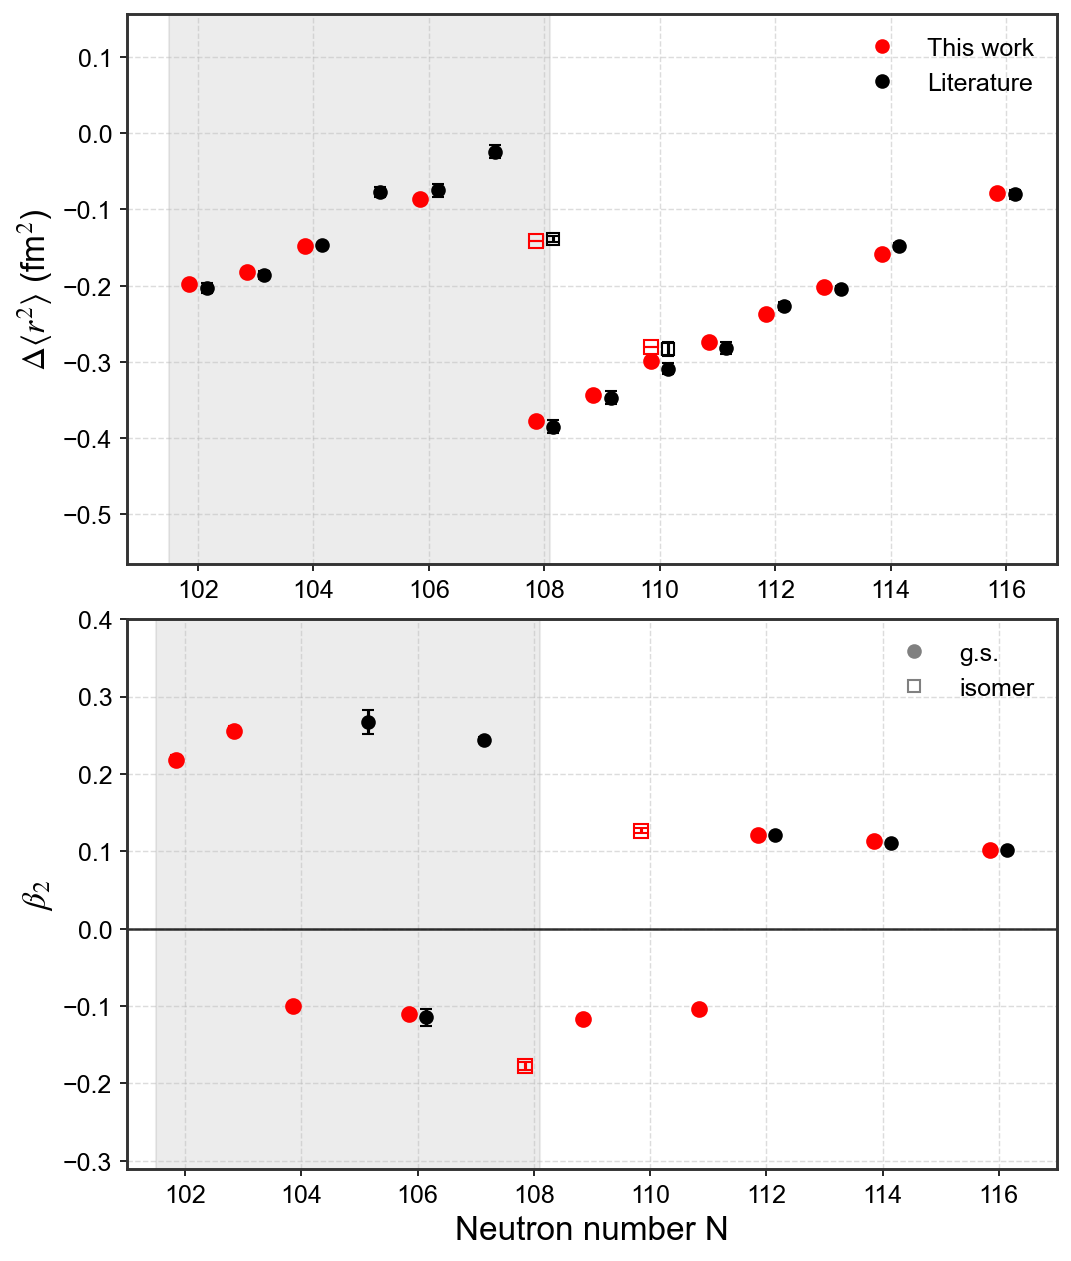 0.1
0.0
−0.1
−0.2
−0.3
−0.4
−0.5
Δ⟨r²⟩ (fm²)
This work
Literature
102 104 106 108 110 112 114 116
0.4
0.3
0.2
0.1
0.0
−0.1
−0.2
−0.3
β₂
g.s.
isomer
102 104 106 108 110 112 114 116
Neutron number N